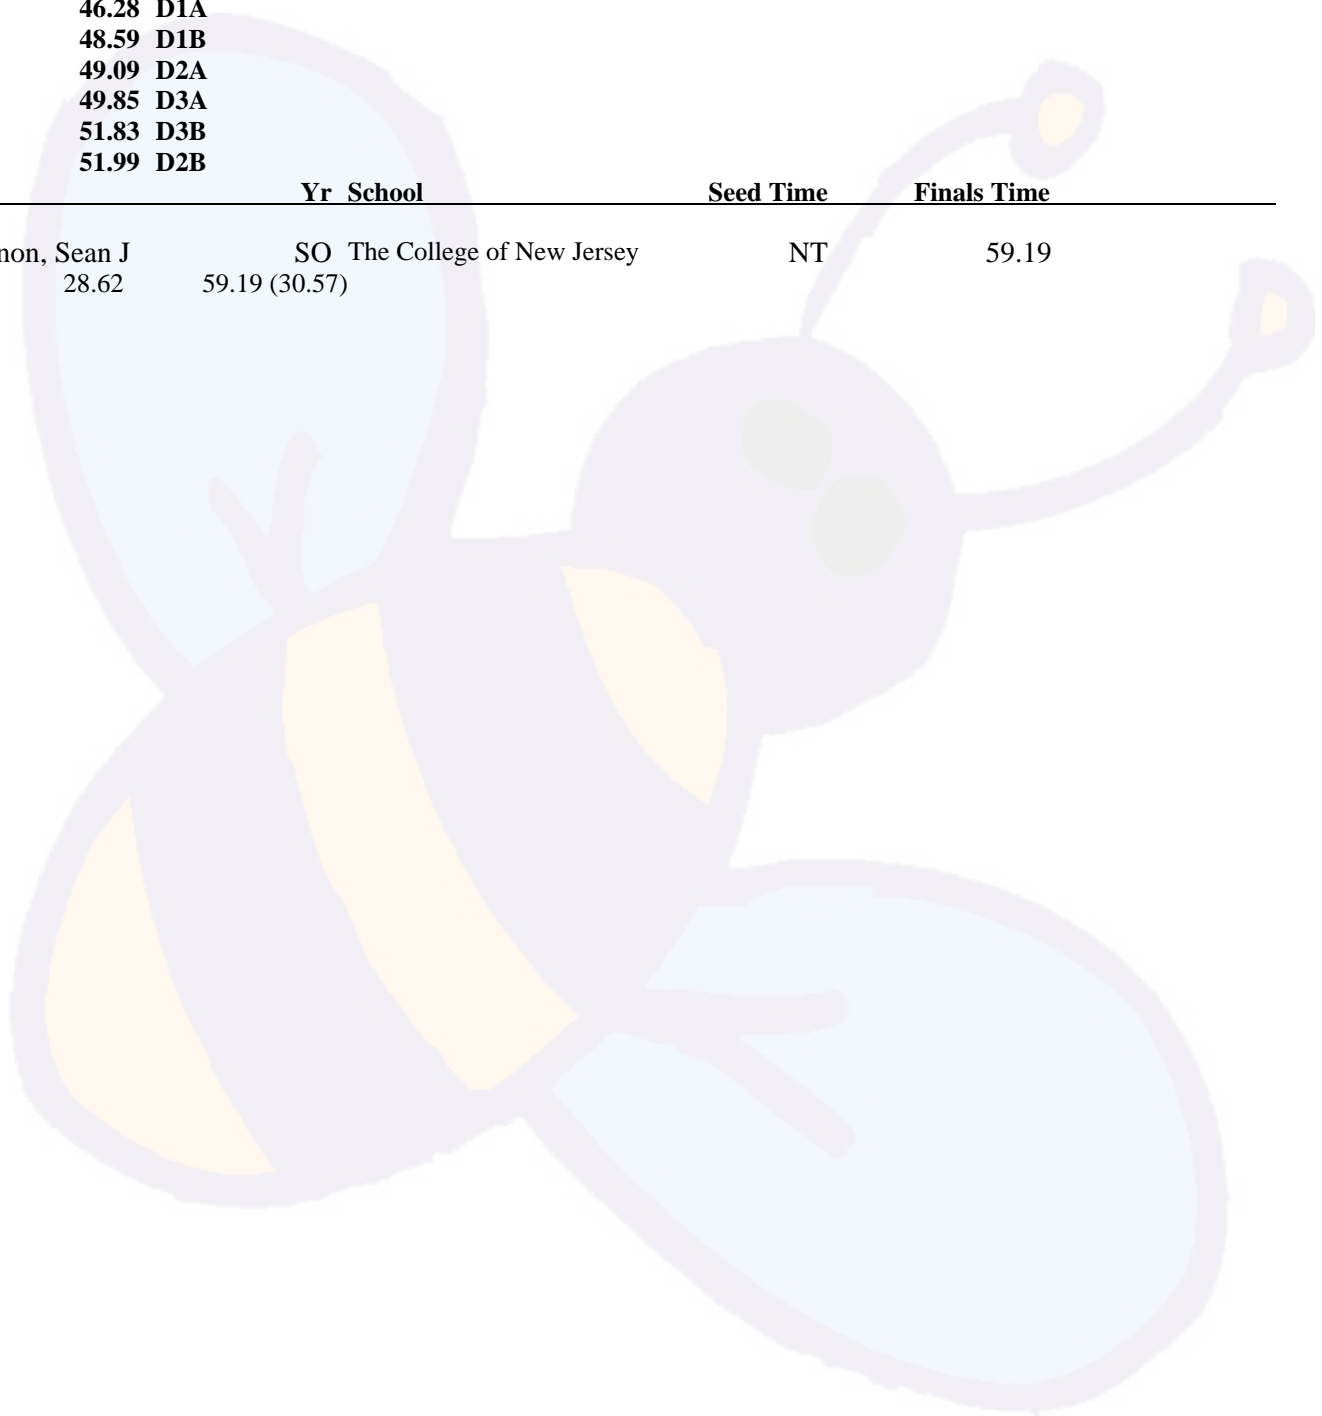 46.28 D1A
48.59 D1B
49.09 D2A
49.85 D3A
51.83 D3B
51.99 D2B
Yr School Seed Time Finals Time
Sean J SO The College of New Jersey NT 59.19
28.62 59.19 (30.57)